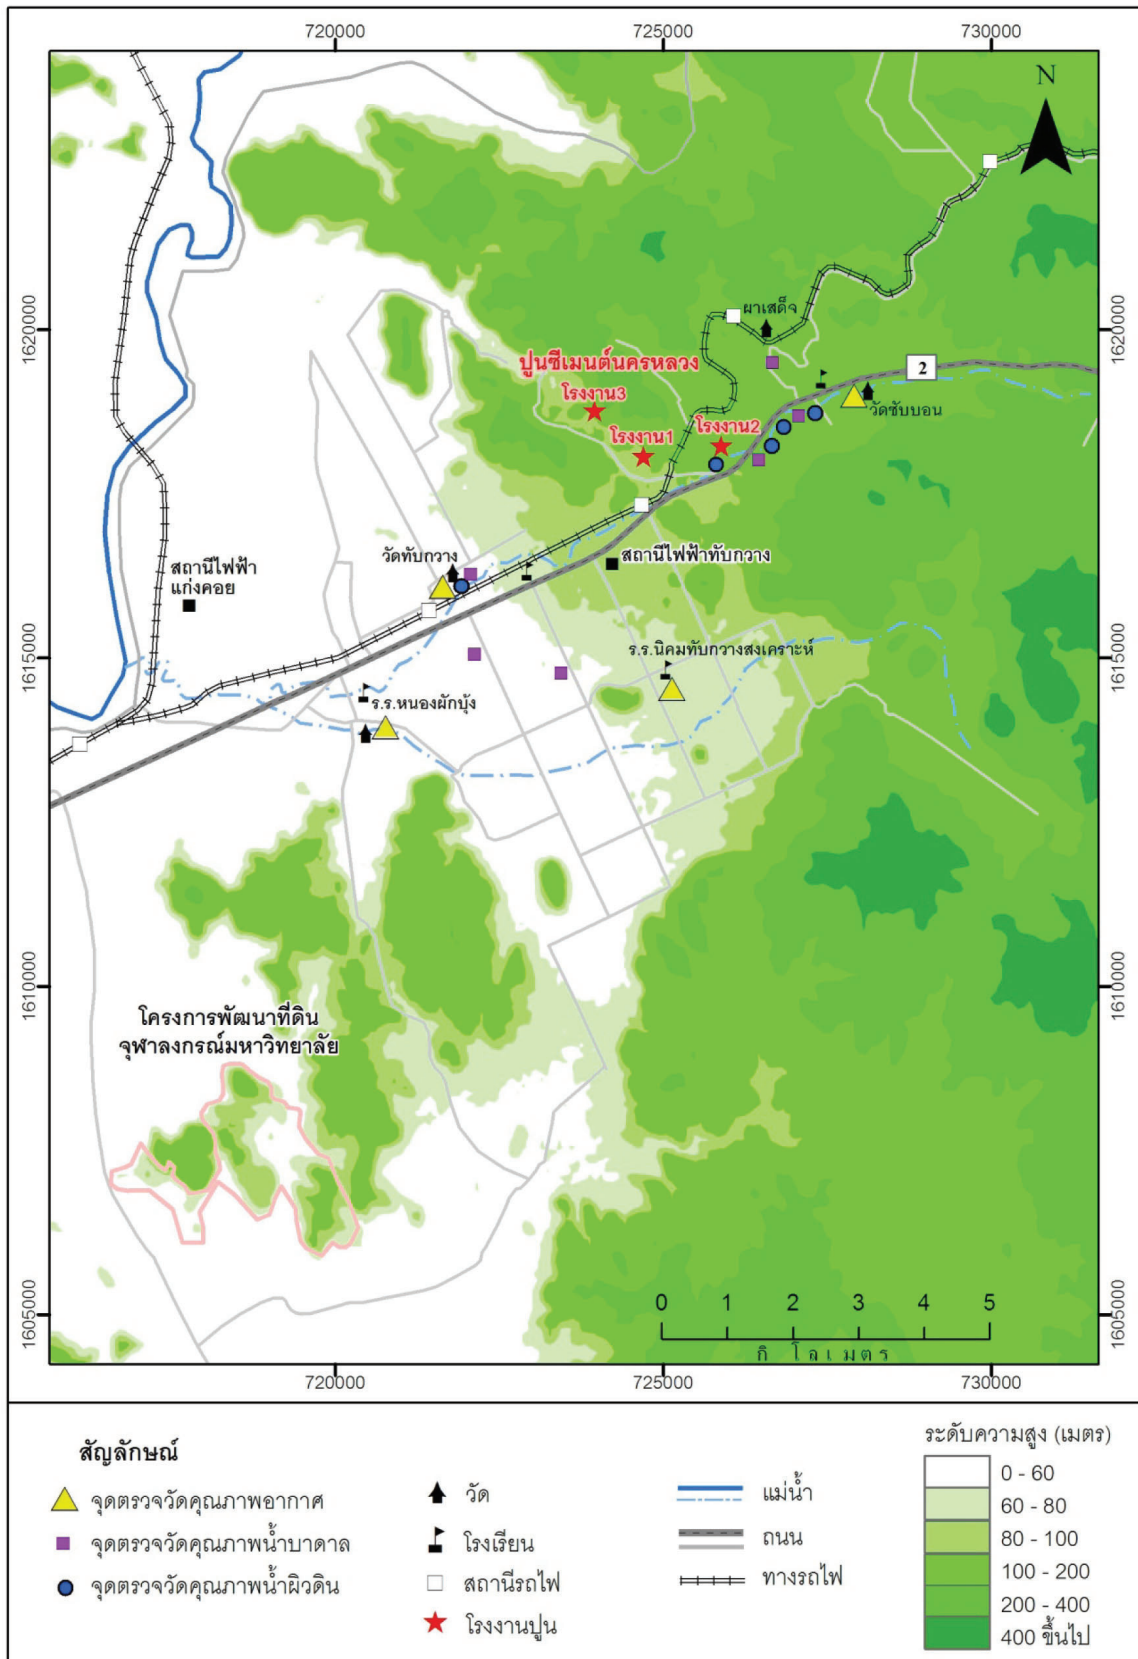 720000 725000 730000
N
1620000 1620000
ผาเสด็จ
ปูนซีเมนต์นครหลวง
2
โรงงาน3
วัดซับบอน
โรงงาน1 โรงงาน2
วัดทับกวาง
สถานีไฟฟ้าทับกวาง
สถานีไฟฟ้า
แก่งคอย
1615000 1615000
ร.ร.นิคมทับกวางสงเคราะห์
ร.ร.หนองผักบุ้ง
1610000 1610000
โครงการพัฒนาที่ดิน
จุฬาลงกรณ์มหาวิทยาลัย
1605000 1605000
0 1 2 3 4 5
กิโลเมตร
720000 725000 730000
สัญลักษณ์
จุดตรวจวัดคุณภาพอากาศ
จุดตรวจวัดคุณภาพน้ำบาดาล
จุดตรวจวัดคุณภาพน้ำผิวดิน
วัด
โรงเรียน
สถานีรถไฟ
โรงงานปูน
แม่น้ำ
ถนน
ทางรถไฟ
ระดับความสูง (เมตร)
0 - 60
60 - 80
80 - 100
100 - 200
200 - 400
400 ขึ้นไป